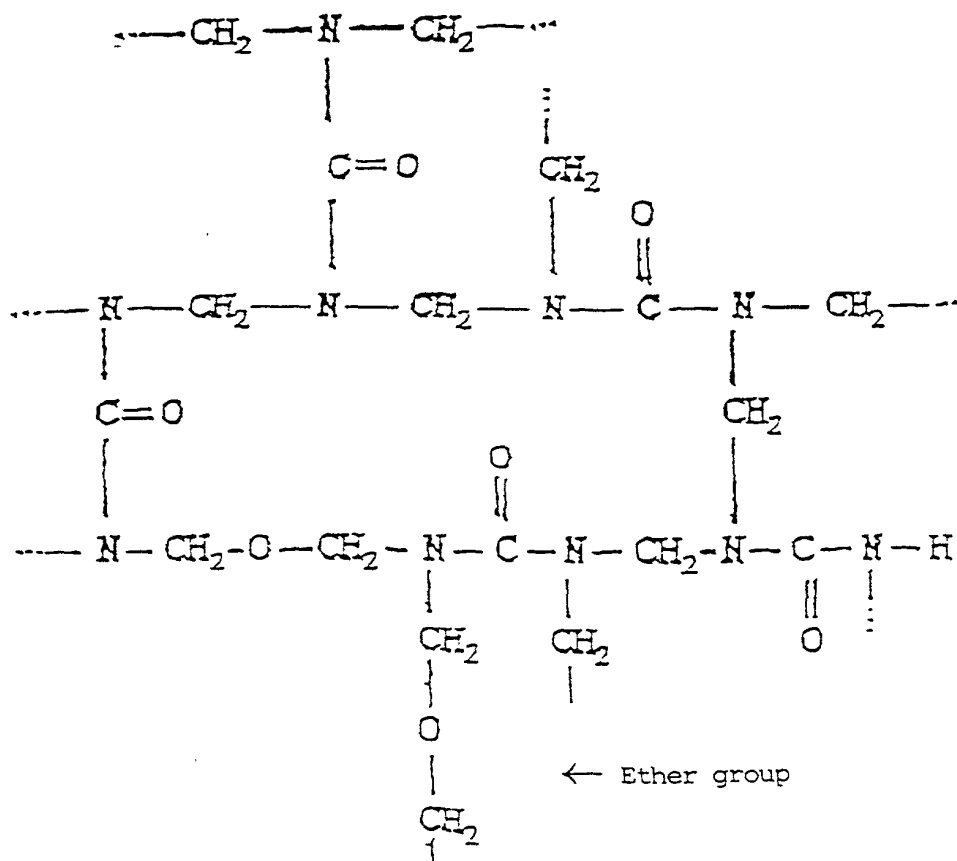 CH₂ N CH₂
C=O CH₂
O
N CH₂ N CH₂ N C N CH₂
C=O CH₂
O
N CH₂-O-CH₂-N-C-N-CH₂-N-C-N-H
CH₂ CH₂ O
O
← Ether group
CH₂